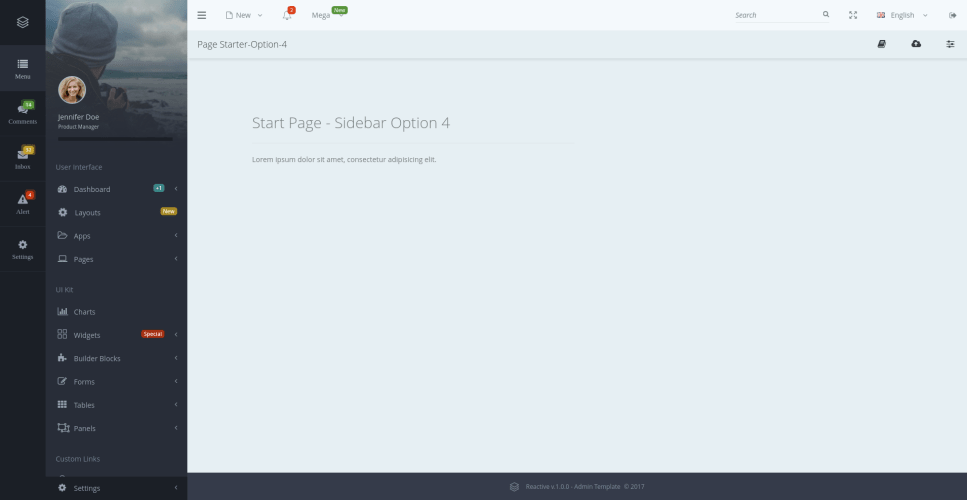 New
2
Mega
New
Search
English
Page Starter-Option-4
Menu
14
Comments
Inbox
4
Alert
Settings
Jennifer Doe
Product Manager
User Interface
Dashboard
+1
Layouts
New
Apps
Pages
UI Kit
Charts
Widgets
Special
Builder Blocks
Forms
Tables
Panels
Custom Links
Settings
Start Page - Sidebar Option 4
Lorem ipsum dolor sit amet, consectetur adipisicing elit.
Reactive v.1.0.0 - Admin Template © 2017